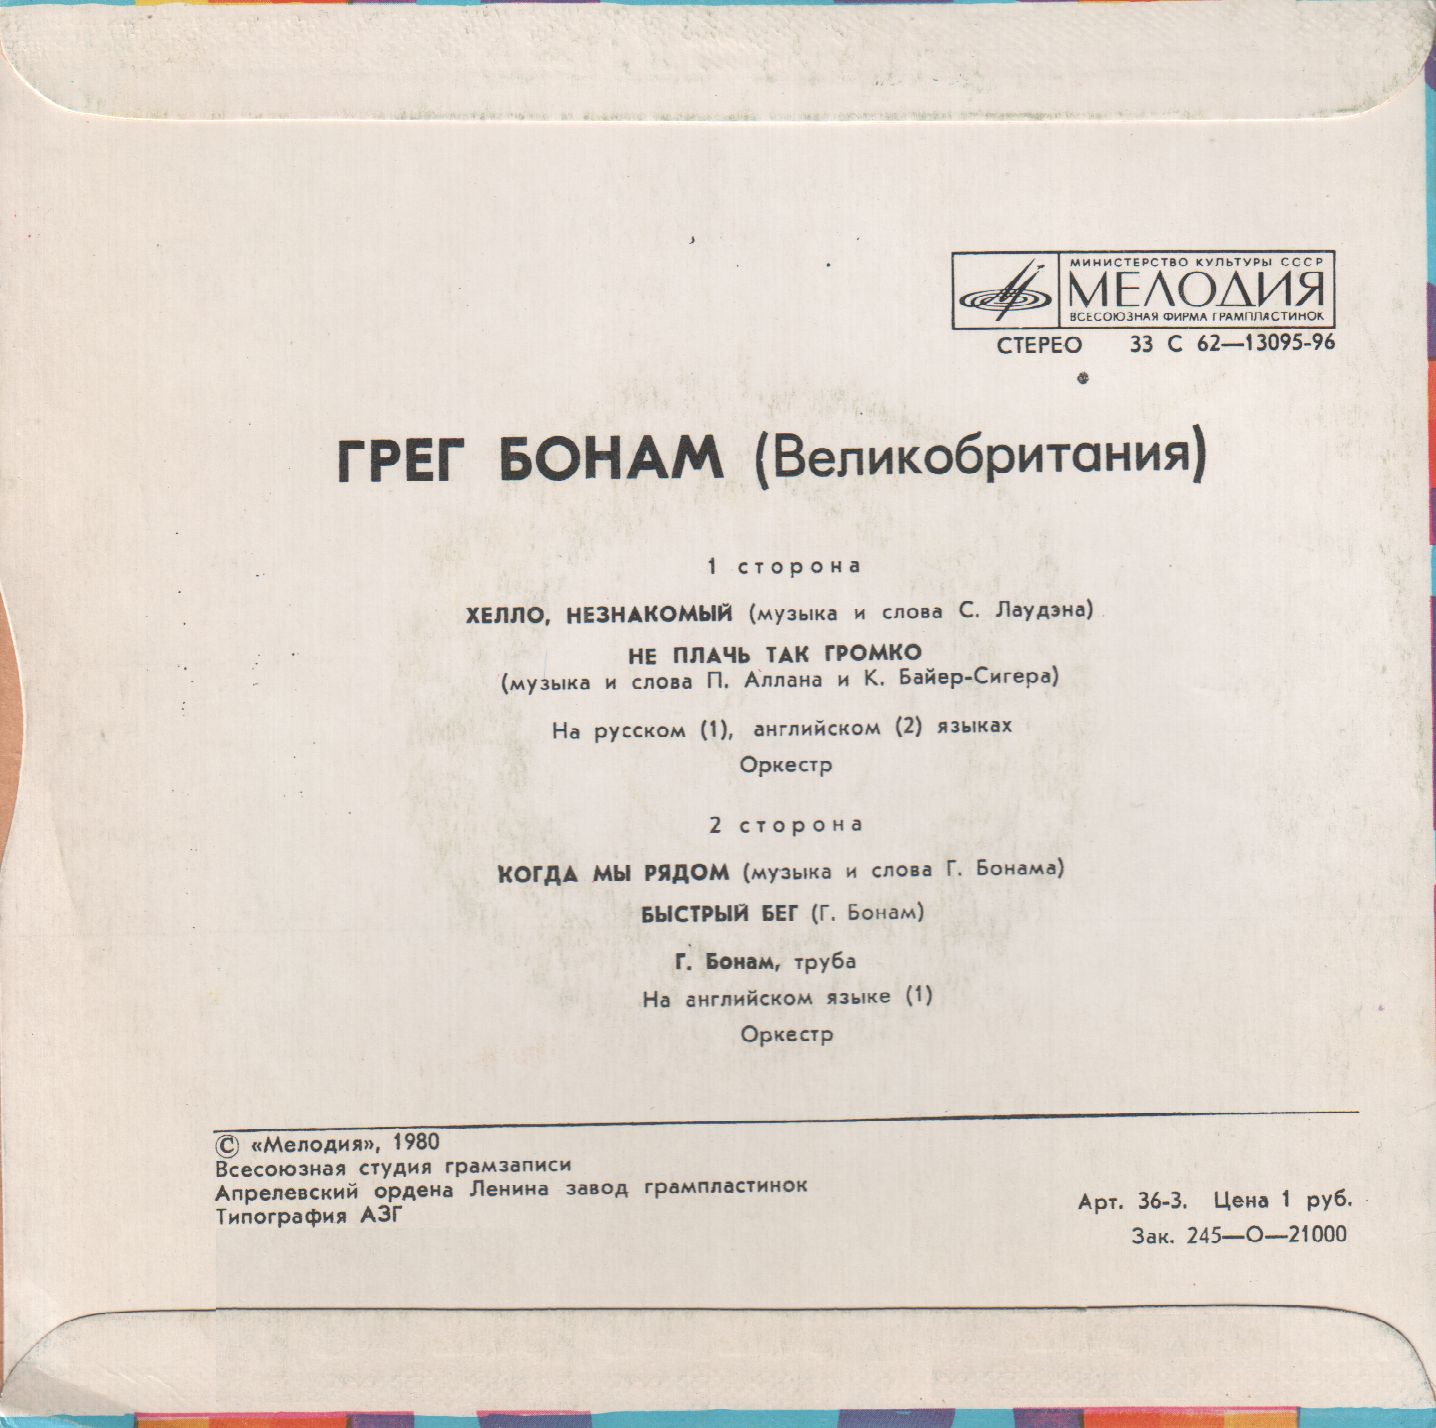 МИНИСТЕРСТВО КУЛЬТУРЫ СССР
МЕЛОДИЯ
ВСЕСОЮЗНАЯ ФИРМА ГРАМПЛАСТИНОК
СТЕРЕО 33 С 62—13095-96
ГРЕГ БОНАМ (Великобритания)
1 сторона
ХЕЛЛО, НЕЗНАКОМЫЙ (музыка и слова С. Лаудэна)
НЕ ПЛАЧЬ ТАК ГРОМКО
(музыка и слова П. Аллана и К. Байер-Сигера)
На русском (1), английском (2) языках
Оркестр
2 сторона
КОГДА МЫ РЯДОМ (музыка и слова Г. Бонама)
БЫСТРЫЙ БЕГ (Г. Бонам)
Г. Бонам, труба
На английском языке (1)
Оркестр
© «Мелодия», 1980
Всесоюзная студия грамзаписи
Апрелевский ордена Ленина завод грампластинок
Типография АЗГ
Арт. 36-3. Цена 1 руб.
Зак. 245—О—21000